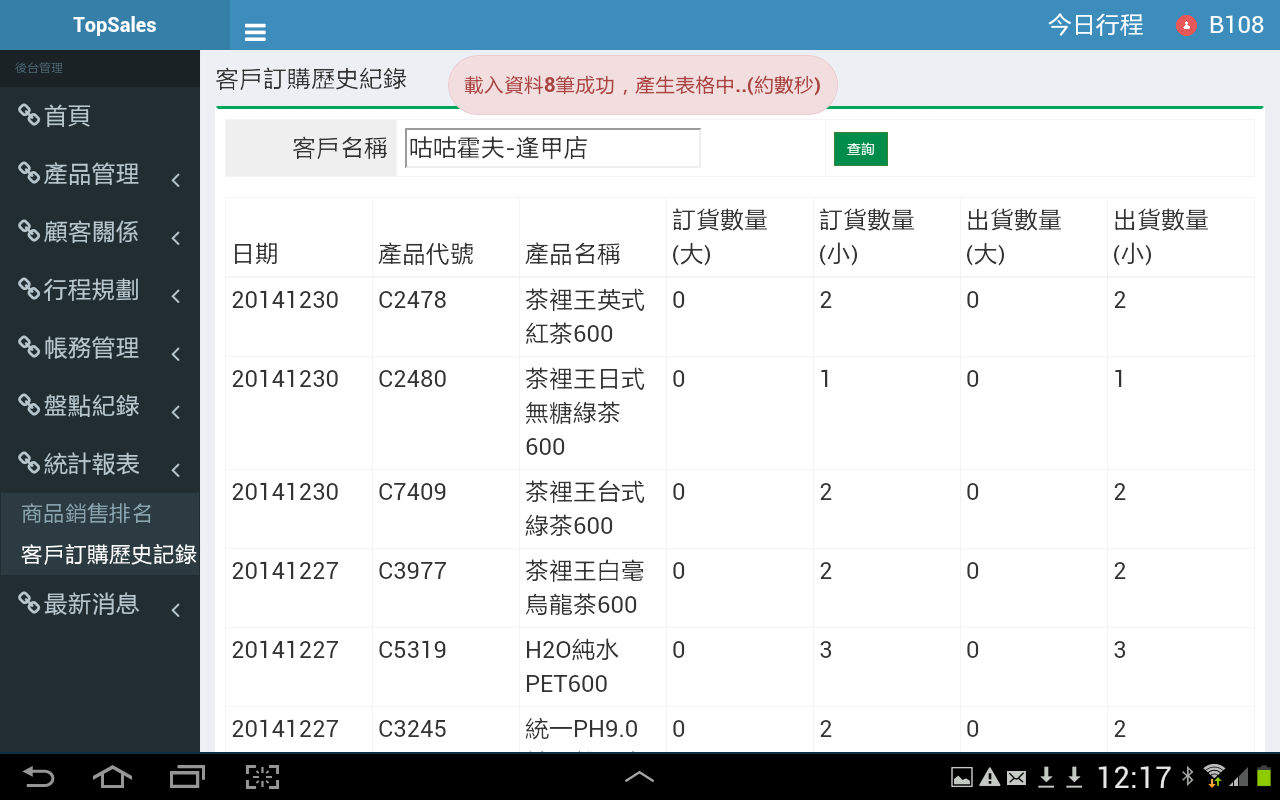 TopSales
今日行程
B108
後台管理
首頁
產品管理
顧客關係
行程規劃
帳務管理
盤點紀錄
統計報表
商品銷售排名
客戶訂購歷史記錄
最新消息
客戶訂購歷史紀錄
載入資料8筆成功，產生表格中..(約數秒)
客戶名稱
咕咕霍夫-逢甲店
查詢
日期
產品代號
產品名稱
訂貨數量
(大)
訂貨數量
(小)
出貨數量
(大)
出貨數量
(小)
20141230
C2478
茶裡王英式
紅茶600
0
2
0
2
20141230
C2480
茶裡王日式
無糖綠茶
600
0
1
0
1
20141230
C7409
茶裡王台式
綠茶600
0
2
0
2
20141227
C3977
茶裡王白毫
烏龍茶600
0
2
0
2
20141227
C5319
H2O純水
PET600
0
3
0
3
20141227
C3245
統一PH9.0
0
2
0
2
12:17